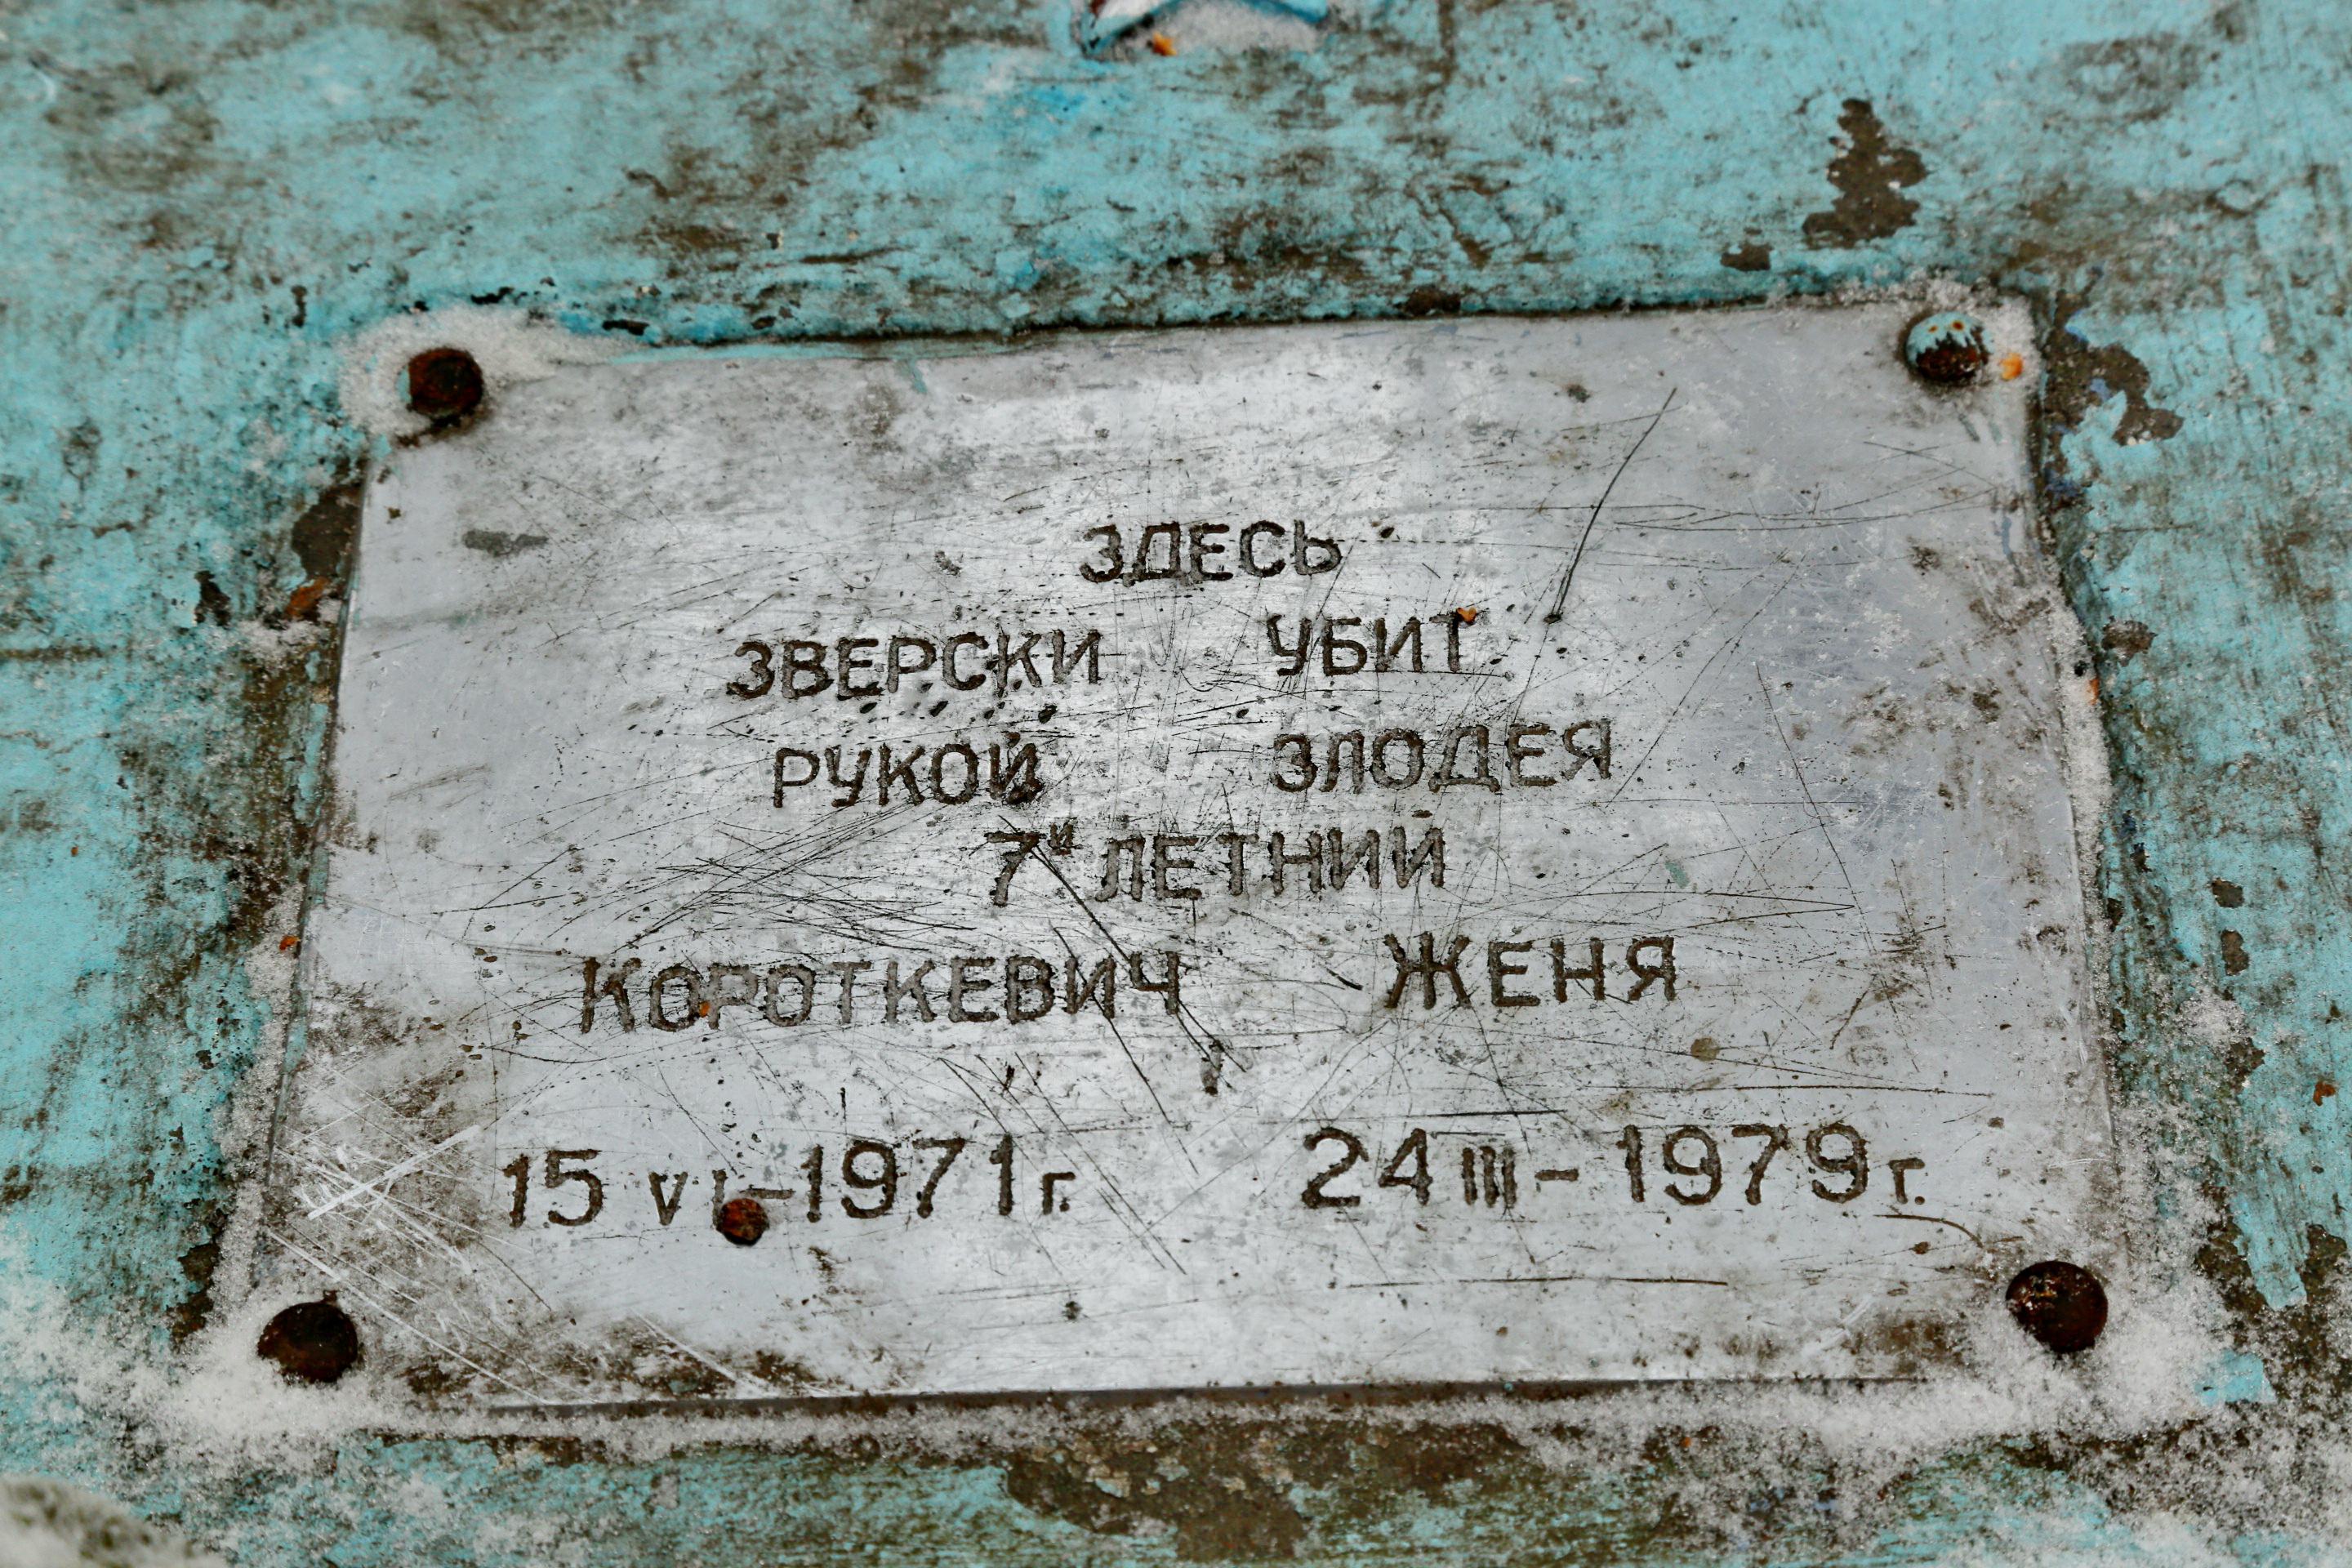 ЗДЕСЬ
ЗВЕРСКИ УБИТ
РУКОЙ ЗЛОДЕЯ
7И ЛЕТНИЙ
КОРОТКЕВИЧ ЖЕНЯ
15 VI-1971г. 24 III-1979г.